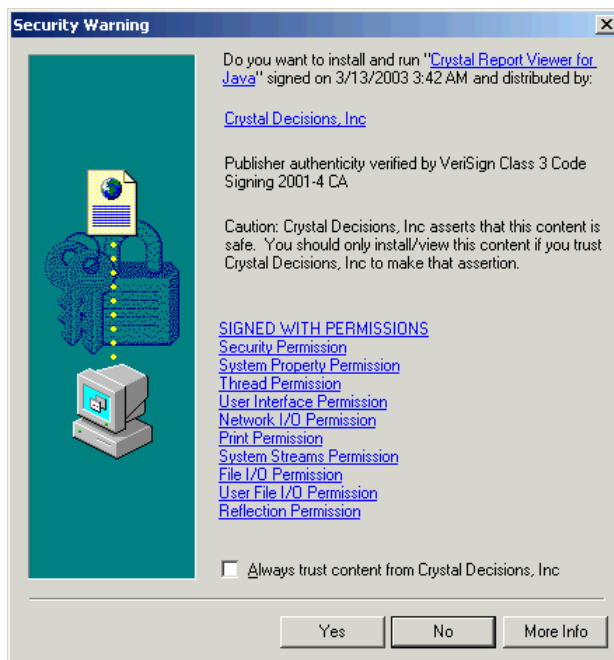 Security Warning
Do you want to install and run "Crystal Report Viewer for
Java" signed on 3/13/2003 3:42 AM and distributed by:
Crystal Decisions, Inc
Publisher authenticity verified by VeriSign Class 3 Code
Signing 2001-4 CA
Caution: Crystal Decisions, Inc asserts that this content is
safe. You should only install/view this content if you trust
Crystal Decisions, Inc to make that assertion.
SIGNED WITH PERMISSIONS
Security Permission
System Property Permission
Thread Permission
User Interface Permission
Network I/O Permission
Print Permission
System Streams Permission
File I/O Permission
User File I/O Permission
Reflection Permission
Always trust content from Crystal Decisions, Inc
Yes No More Info